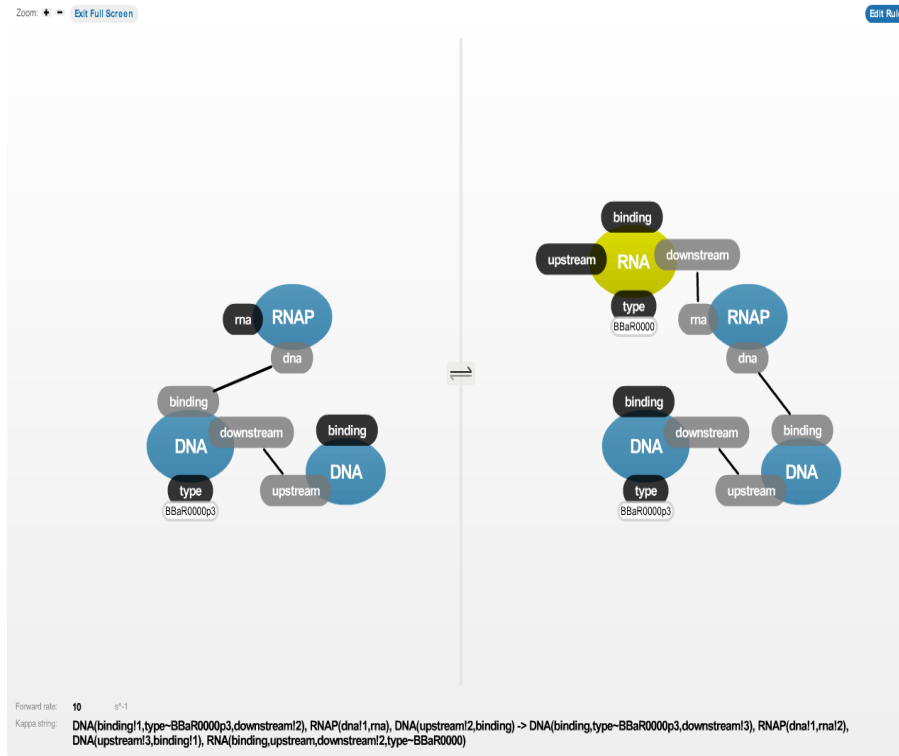 Zoom: + - Exit Full Screen
Edit Rul
binding
upstream RNA downstream
type
BBaR0000
rna RNAP
dna
rna RNAP
dna
binding
DNA downstream
binding
DNA
type
upstream
BBaR0000p3
binding
DNA downstream
binding
DNA
type
upstream
BBaR0000p3
Forward rate: 10 s^-1
Kappa string: DNA(binding!1,type~BBaR0000p3,downstream!2), RNAP(dna!1,rna), DNA(upstream!2,binding) -> DNA(binding,type~BBaR0000p3,downstream!3), RNAP(dna!1,rna!2),
DNA(upstream!3,binding!1), RNA(binding,upstream,downstream!2,type~BBaR0000)